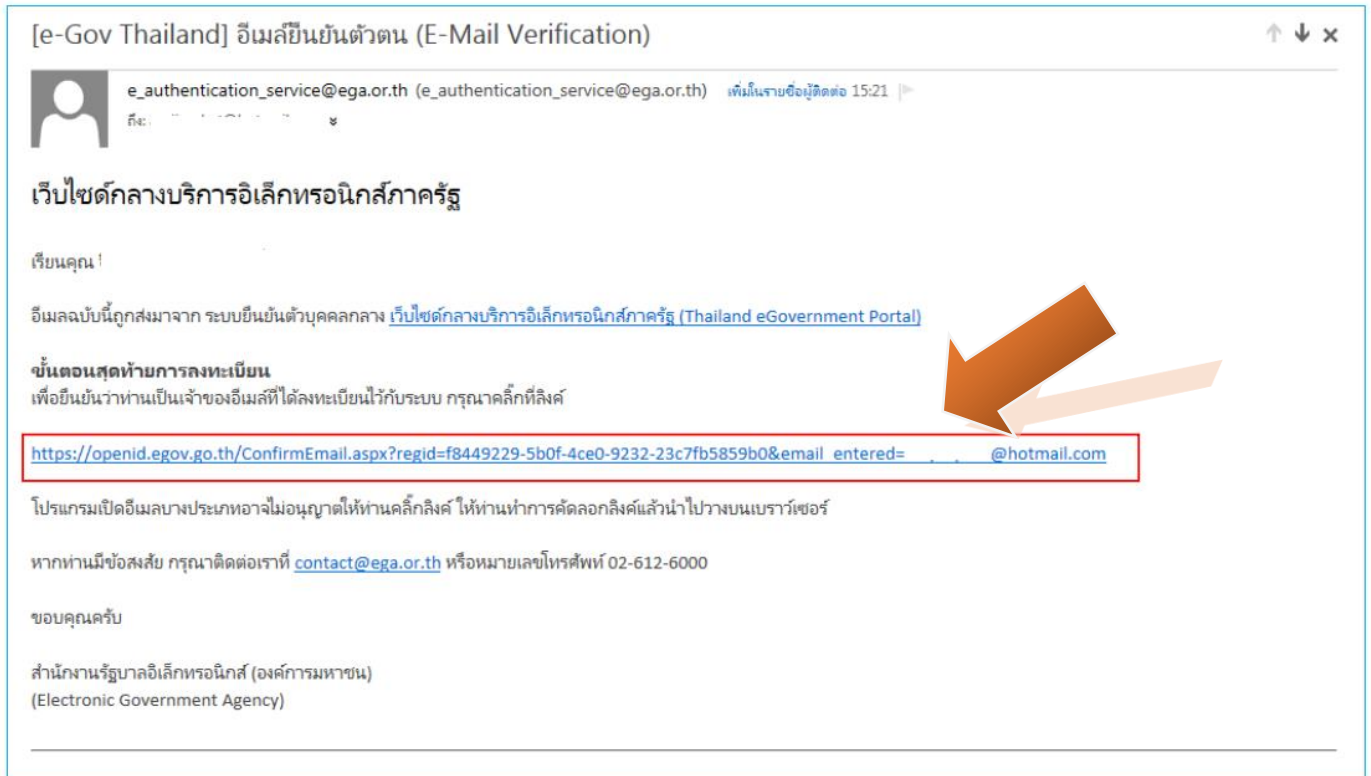 [e-Gov Thailand] อีเมล์ยืนยันตัวตน (E-Mail Verification)
e_authentication_service@ega.or.th (e_authentication_service@ega.or.th) เพิ่มในรายชื่อผู้ติดต่อ 15:21
ถึง:
เว็บไซต์กลางบริการอิเล็กทรอนิกส์ภาครัฐ
เรียนคุณ
อีเมลฉบับนี้ถูกส่งมาจาก ระบบยืนยันตัวบุคคลกลาง เว็บไซต์กลางบริการอิเล็กทรอนิกส์ภาครัฐ (Thailand eGovernment Portal)
ขั้นตอนสุดท้ายการลงทะเบียน
เพื่อยืนยันว่าท่านเป็นเจ้าของอีเมล์ที่ได้ลงทะเบียนไว้กับระบบ กรุณาคลิ๊กที่ลิงค์
https://openid.egov.go.th/ConfirmEmail.aspx?regid=f8449229-5b0f-4ce0-9232-23c7fb5859b0&email_entered= @hotmail.com
โปรแกรมเปิดอีเมลบางประเภทอาจไม่อนุญาตให้ท่านคลิ๊กลิงค์ ให้ท่านทำการคัดลอกลิงค์แล้วนำไปวางบนเบราว์เซอร์
หากท่านมีข้อสงสัย กรุณาติดต่อเราที่ contact@ega.or.th หรือหมายเลขโทรศัพท์ 02-612-6000
ขอบคุณครับ
สำนักงานรัฐบาลอิเล็กทรอนิกส์ (องค์การมหาชน)
(Electronic Government Agency)